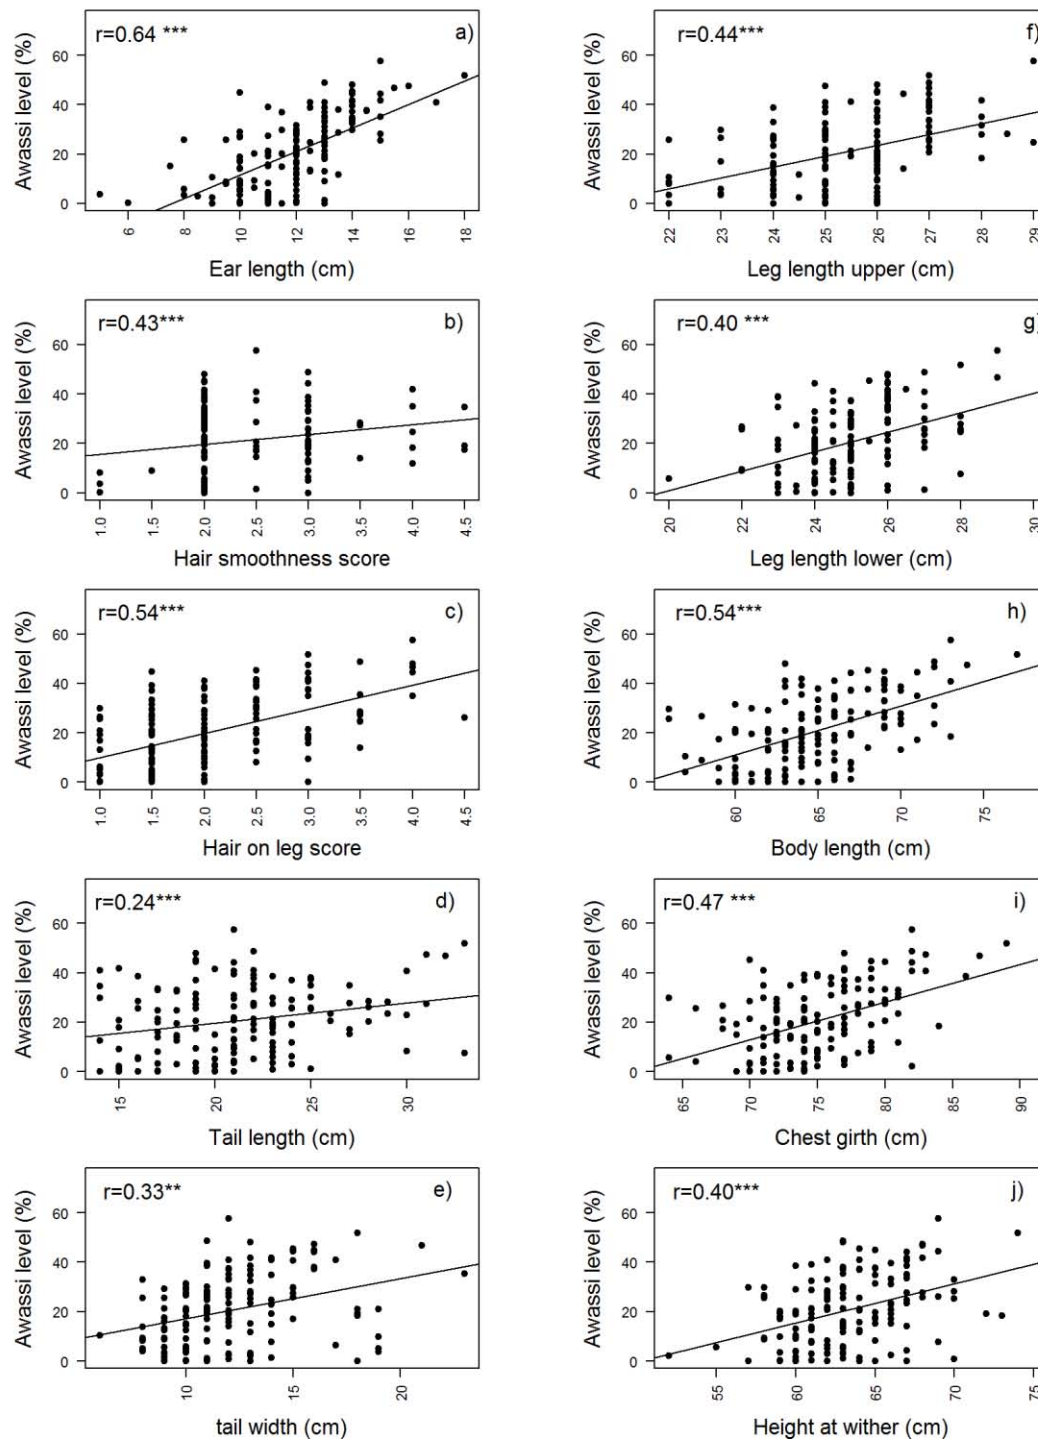 r=0.64 ***
a)
Awassi level (%)
60
40
20
0
6
8
10
12
14
16
18
Ear length (cm)
r=0.44***
f)
Awassi level (%)
60
40
20
0
22
23
24
25
26
27
28
29
Leg length upper (cm)
r=0.43***
b)
Awassi level (%)
60
40
20
0
1.0
1.5
2.0
2.5
3.0
3.5
4.0
4.5
Hair smoothness score
r=0.40 ***
g)
Awassi level (%)
60
40
20
0
20
22
24
26
28
30
Leg length lower (cm)
r=0.54***
c)
Awassi level (%)
60
40
20
0
1.0
1.5
2.0
2.5
3.0
3.5
4.0
4.5
Hair on leg score
r=0.54***
h)
Awassi level (%)
60
40
20
0
60
65
70
75
Body length (cm)
r=0.24***
d)
Awassi level (%)
60
40
20
0
15
20
25
30
Tail length (cm)
r=0.47 ***
i)
Awassi level (%)
60
40
20
0
65
70
75
80
85
90
Chest girth (cm)
r=0.33**
e)
Awassi level (%)
60
40
20
0
10
15
20
tail width (cm)
r=0.40***
j)
Awassi level (%)
60
40
20
0
55
60
65
70
75
Height at wither (cm)